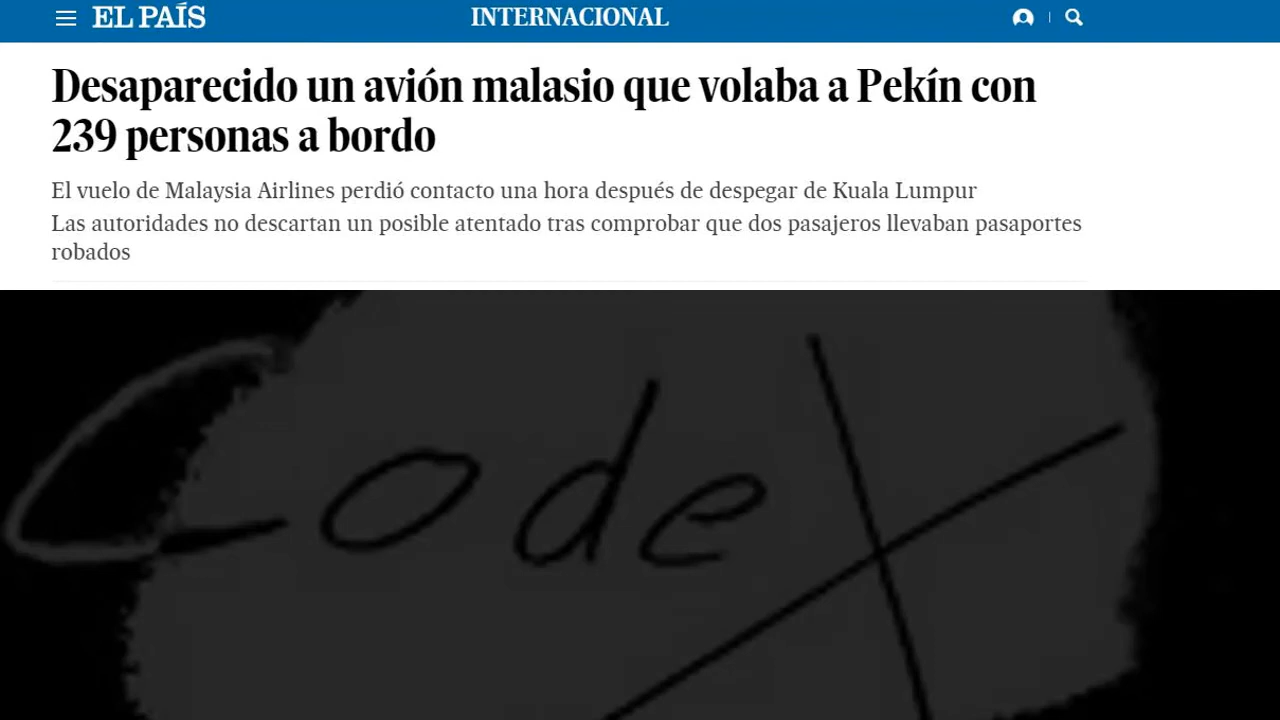 EL PAÍS
INTERNACIONAL
Desaparecido un avión malasio que volaba a Pekín con
239 personas a bordo
El vuelo de Malaysia Airlines perdió contacto una hora después de despegar de Kuala Lumpur
Las autoridades no descartan un posible atentado tras comprobar que dos pasajeros llevaban pasaportes
robados
CodeX